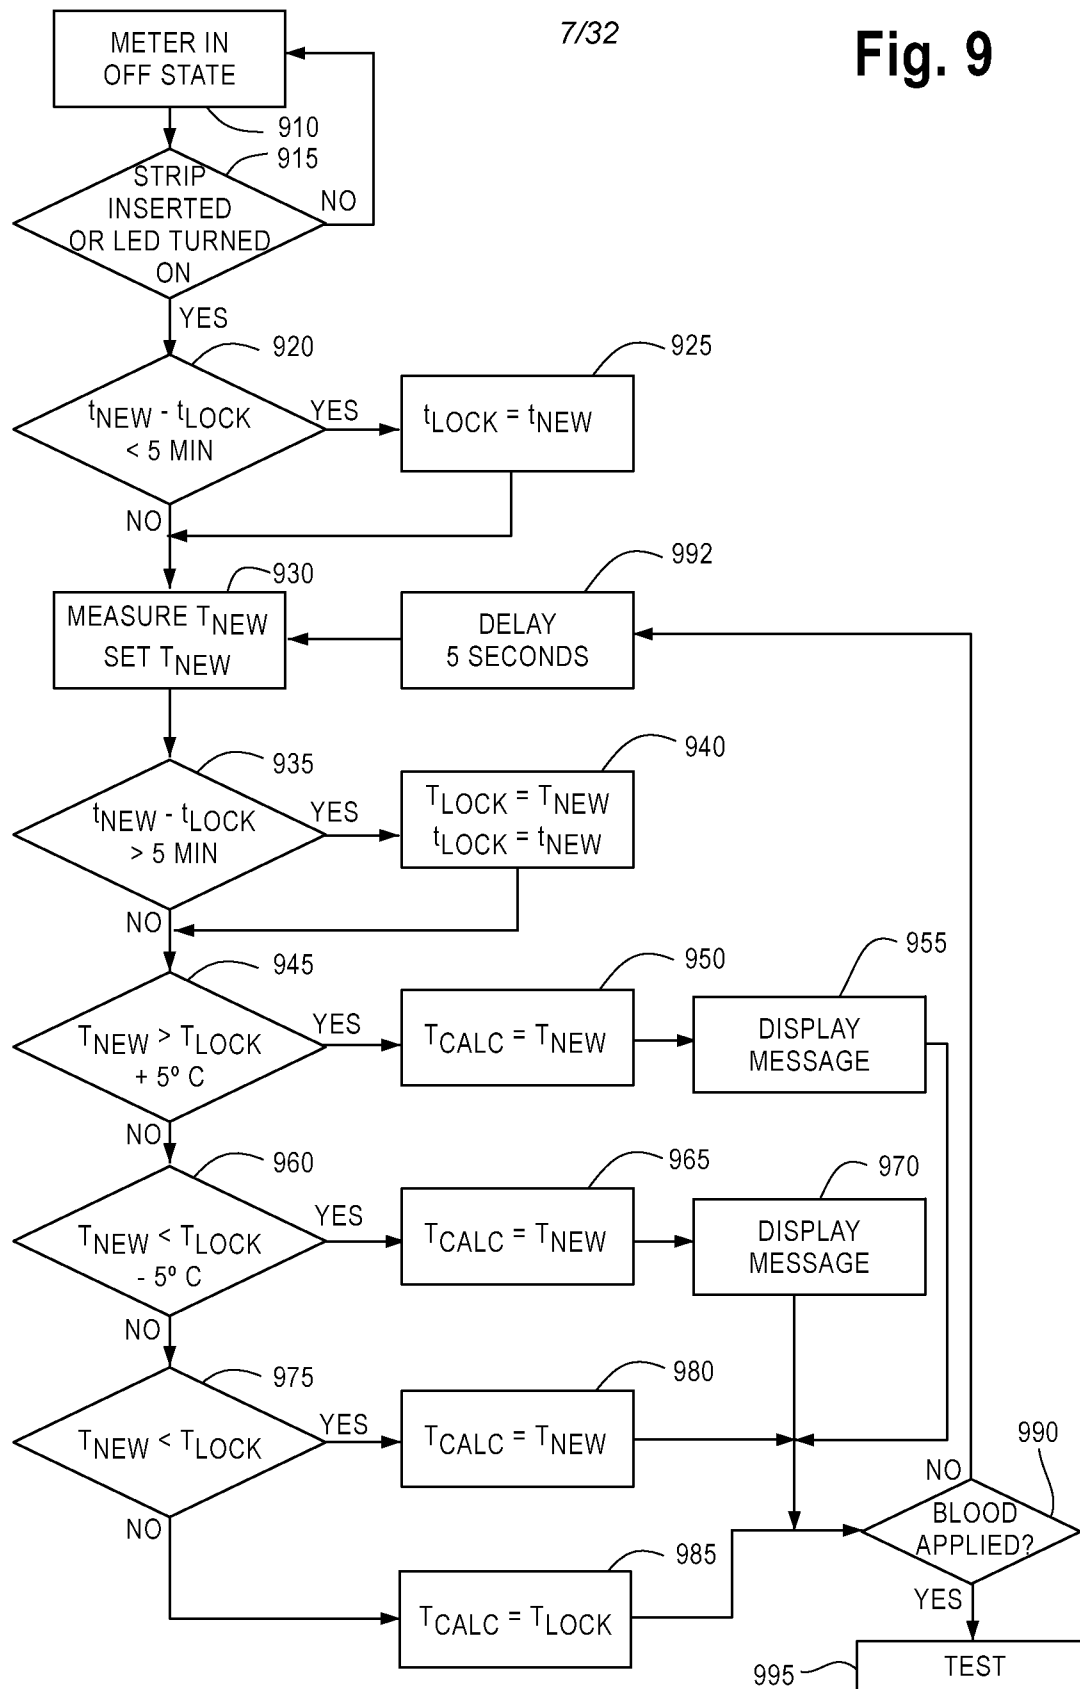 7/32
Fig. 9
METER IN
OFF STATE
910
915
STRIP
INSERTED
OR LED TURNED
ON
NO
YES
920
tNEW - tLOCK
< 5 MIN
YES
925
tLOCK = tNEW
NO
930
MEASURE TNEW
SET TNEW
992
DELAY
5 SECONDS
935
tNEW - tLOCK
> 5 MIN
YES
940
TLOCK = TNEW
tLOCK = tNEW
NO
945
TNEW > TLOCK
+ 5º C
YES
950
TCALC = TNEW
955
DISPLAY
MESSAGE
NO
960
TNEW < TLOCK
- 5º C
YES
965
TCALC = TNEW
970
DISPLAY
MESSAGE
NO
975
TNEW < TLOCK
YES
980
TCALC = TNEW
NO
985
TCALC = TLOCK
990
NO
BLOOD
APPLIED?
YES
995
TEST